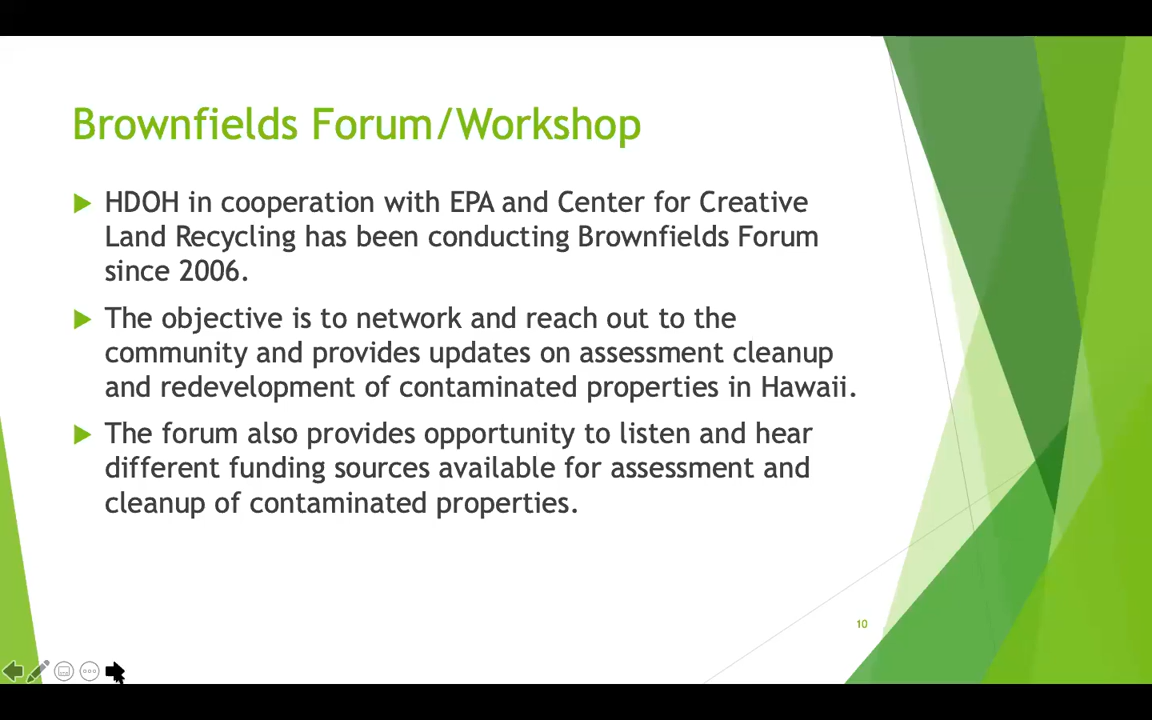 Brownfields Forum/Workshop
HDOH in cooperation with EPA and Center for Creative
Land Recycling has been conducting Brownfields Forum
since 2006.
The objective is to network and reach out to the
community and provides updates on assessment cleanup
and redevelopment of contaminated properties in Hawaii.
The forum also provides opportunity to listen and hear
different funding sources available for assessment and
cleanup of contaminated properties.
10